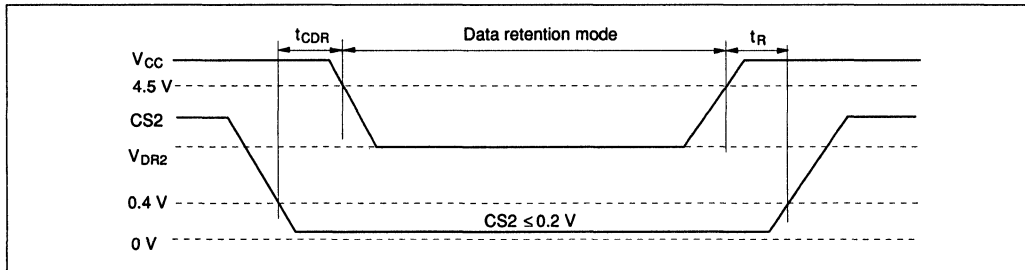 tCDR
Data retention mode
tR
VCC
4.5 V
CS2
VDR2
0.4 V
CS2 ≤ 0.2 V
0 V